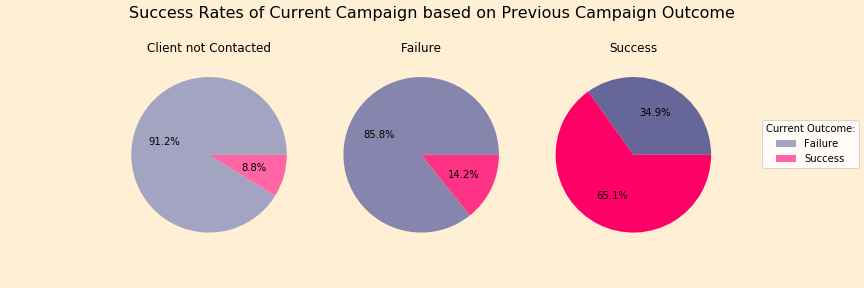 Success Rates of Current Campaign based on Previous Campaign Outcome
Client not Contacted
Failure
Success
91.2%
8.8%
85.8%
14.2%
34.9%
65.1%
Current Outcome:
Failure
Success